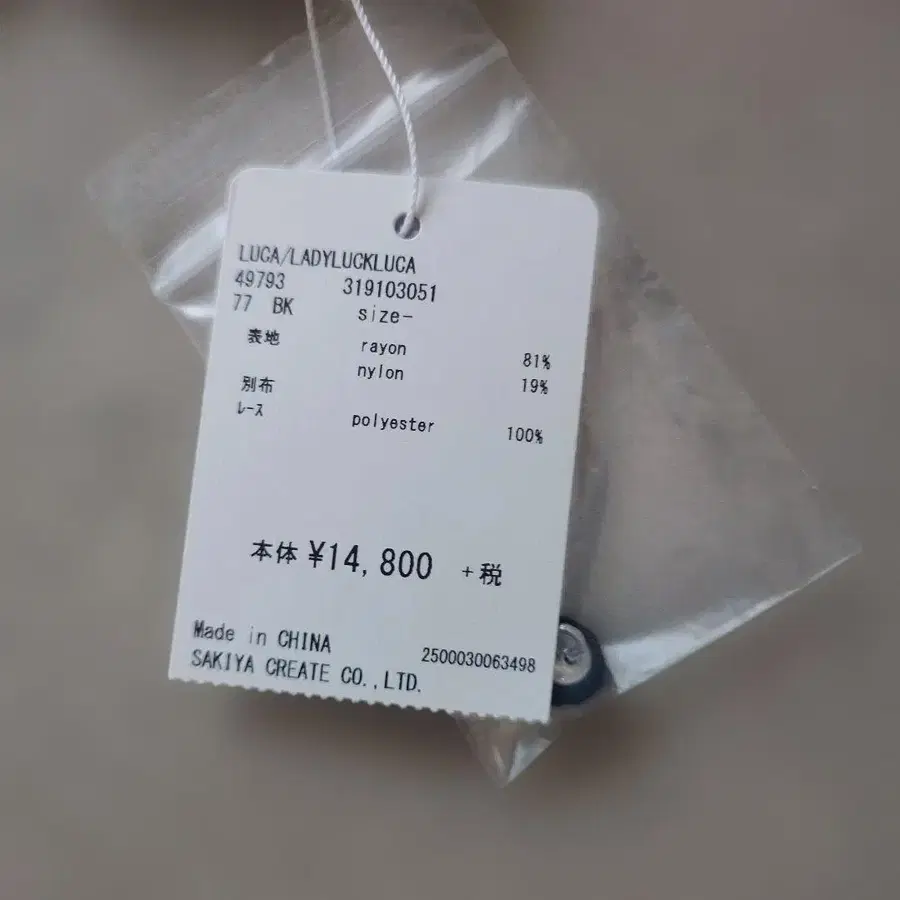 LUCA/LADYLUCKLUCA
49793 319103051
77 BK size-
表地 rayon 81%
nylon 19%
別布
レース polyester 100%
本体 ¥14,800 +税
Made in CHINA
SAKIYA CREATE CO.,LTD. 2500030063498